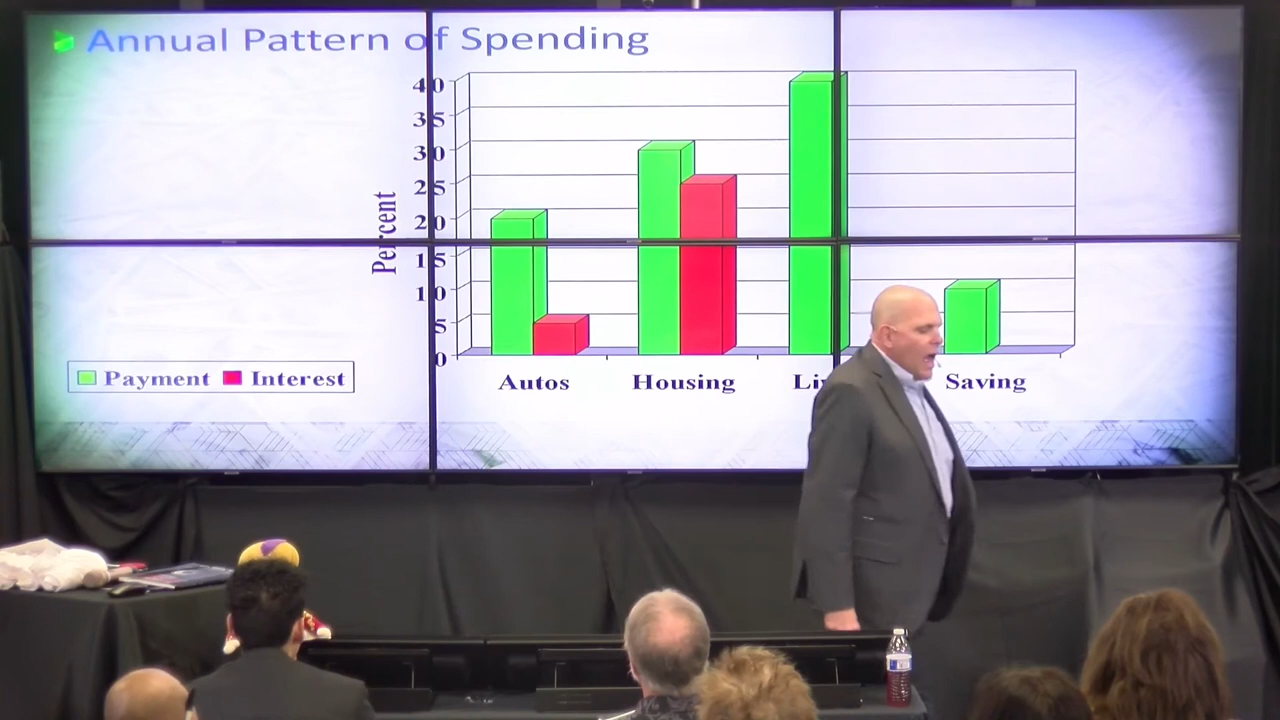 Annual Pattern of Spending
40
35
30
25
20
15
10
5
0
Percent
Payment Interest
Autos Housing Saving